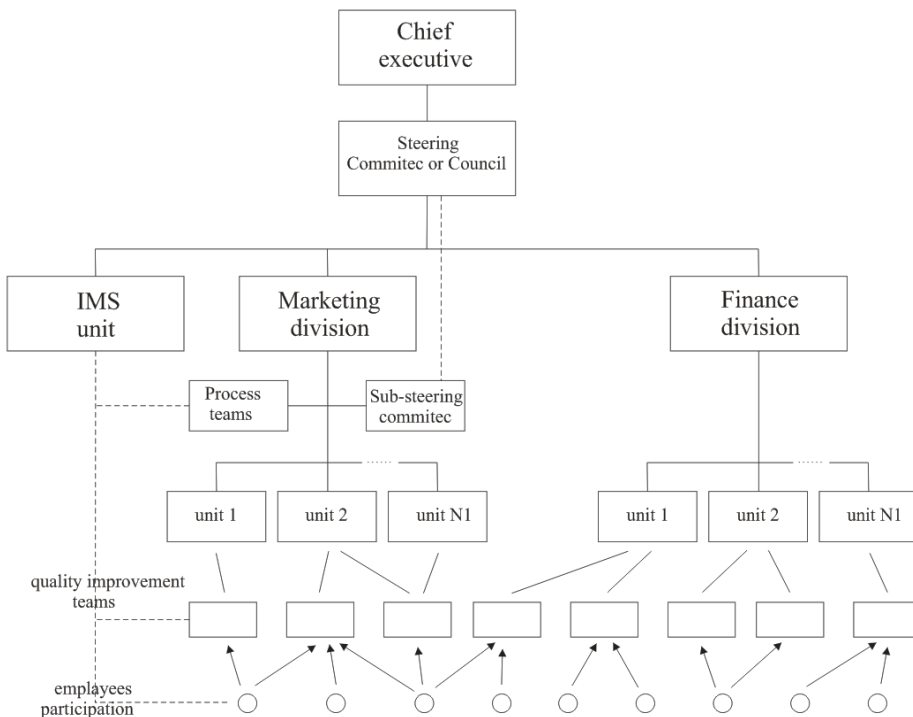 Chief
executive
Steering
Commitec or Council
IMS
unit
Marketing
division
Finance
division
Process
teams
Sub-steering
commitec
unit 1
unit 2
unit N1
unit 1
unit 2
unit N1
quality improvement
teams
empleyees
participation